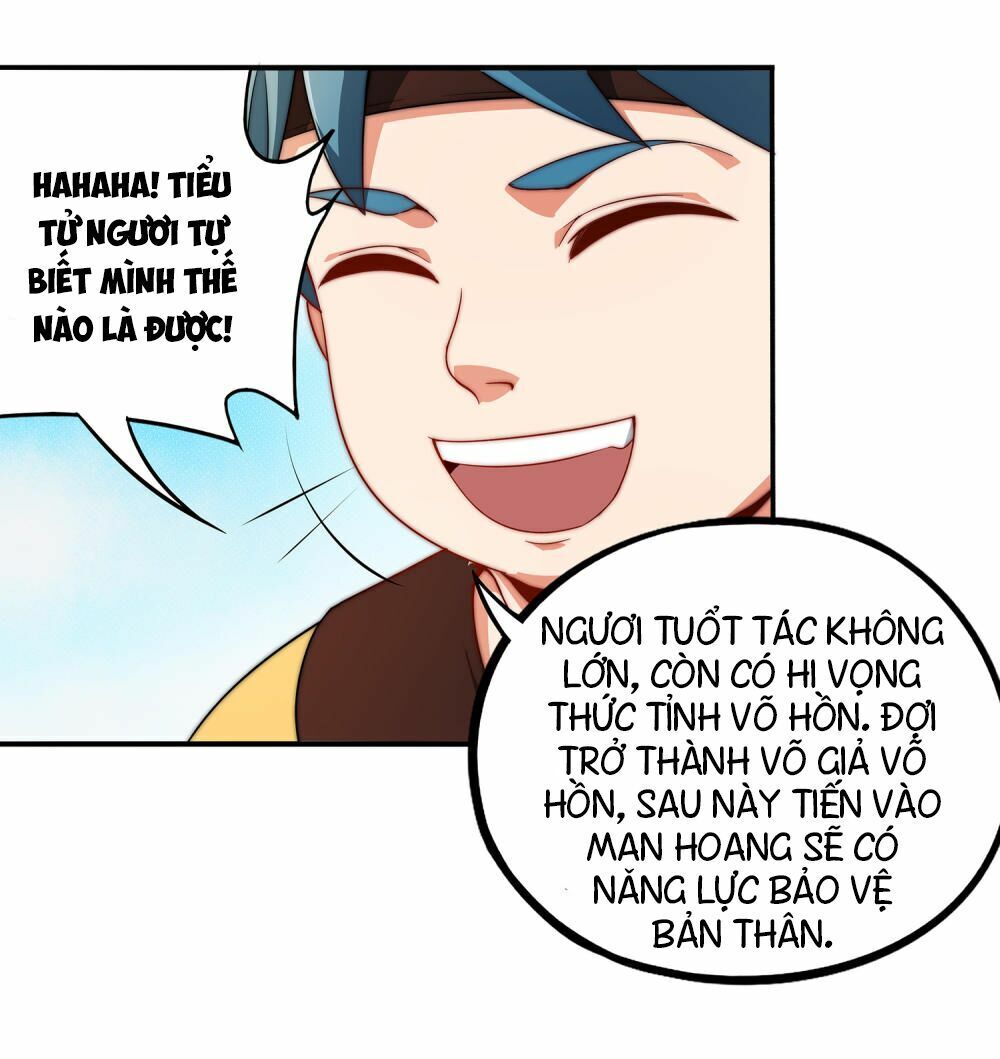 HAHAHA! TIỂU
TỬ NGƯƠI TỰ
BIẾT MÌNH THẾ
NÀO LÀ ĐƯỢC!
NGƯƠI TUỔT TÁC KHÔNG
LỚN, CÒN CÓ HI VỌNG
THỨC TỈNH VÕ HỒN. ĐỢI
TRỞ THÀNH VÕ GIẢ VÕ
HỒN, SAU NÀY TIẾN VÀO
MAN HOANG SẼ CÓ
NĂNG LỰC BẢO VỆ
BẢN THÂN.